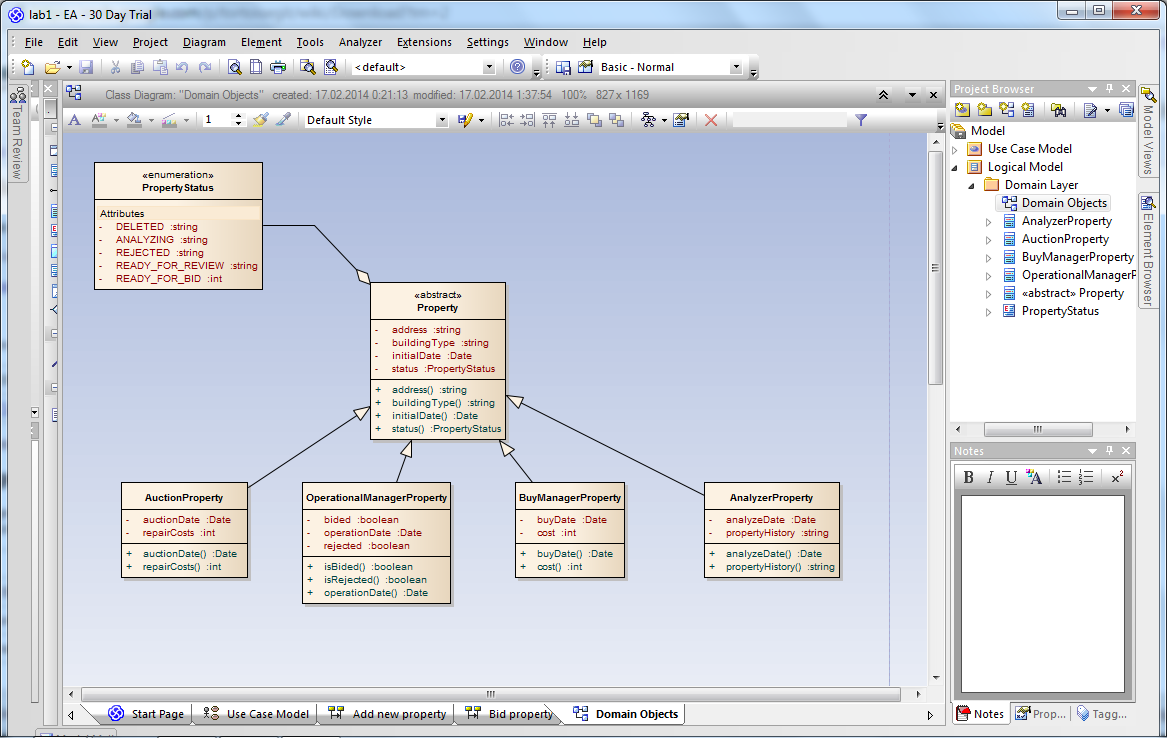 lab1 - EA - 30 Day Trial
File Edit View Project Diagram Element Tools Analyzer Extensions Settings Window Help
<default> Basic - Normal
Class Diagram: "Domain Objects" created: 17.02.2014 0:21:13 modified: 17.02.2014 1:37:54 100% 827 x 1169
1 Default Style
Team Review
«enumeration»
PropertyStatus
Attributes
- DELETED :string
- ANALYZING :string
- REJECTED :string
- READY_FOR_REVIEW :string
- READY_FOR_BID :int
«abstract»
Property
- address :string
- buildingType :string
- initialDate :Date
- status :PropertyStatus
+ address() :string
+ buildingType() :string
+ initialDate() :Date
+ status() :PropertyStatus
AuctionProperty
- auctionDate :Date
- repairCosts :int
+ auctionDate() :Date
+ repairCosts() :int
OperationalManagerProperty
- bided :boolean
- operationDate :Date
- rejected :boolean
+ isBided() :boolean
+ isRejected() :boolean
+ operationDate() :Date
BuyManagerProperty
- buyDate :Date
- cost :int
+ buyDate() :Date
+ cost() :int
AnalyzerProperty
- analyzeDate :Date
- propertyHistory :string
+ analyzeDate() :Date
+ propertyHistory() :string
Start Page Use Case Model Add new property Bid property Domain Objects
Project Browser
Model
Use Case Model
Logical Model
Domain Layer
Domain Objects
AnalyzerProperty
AuctionProperty
BuyManagerProperty
OperationalManagerP
«abstract» Property
PropertyStatus
Notes
B I U A x²
Notes Prop... Tagg...
Model Views
Element Browser